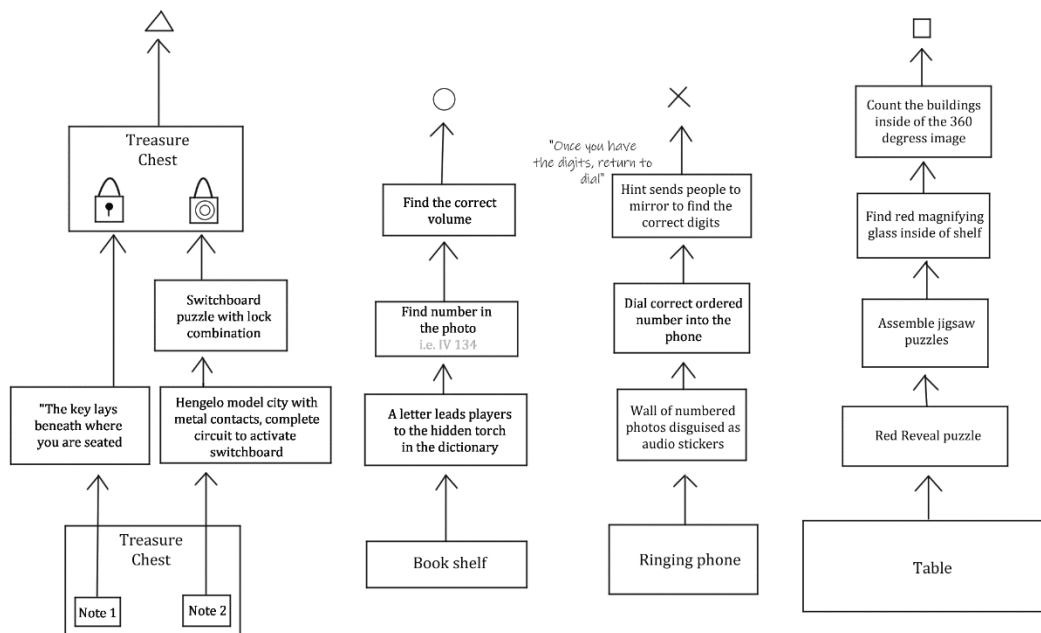 Treasure
Chest
Switchboard
puzzle with lock
combination
"The key lays
beneath where
you are seated
Hengelo model city with
metal contacts, complete
circuit to activate
switchboard
Treasure
Chest
Note 1
Note 2
Find the correct
volume
Find number in
the photo
i.e. IV 134
A letter leads players
to the hidden torch
in the dictionary
Book shelf
"Once you have
the digits, return to
dial"
Hint sends people to
mirror to find the
correct digits
Dial correct ordered
number into the
phone
Wall of numbered
photos disguised as
audio stickers
Ringing phone
Count the buildings
inside of the 360
degress image
Find red magnifying
glass inside of shelf
Assemble jigsaw
puzzles
Red Reveal puzzle
Table